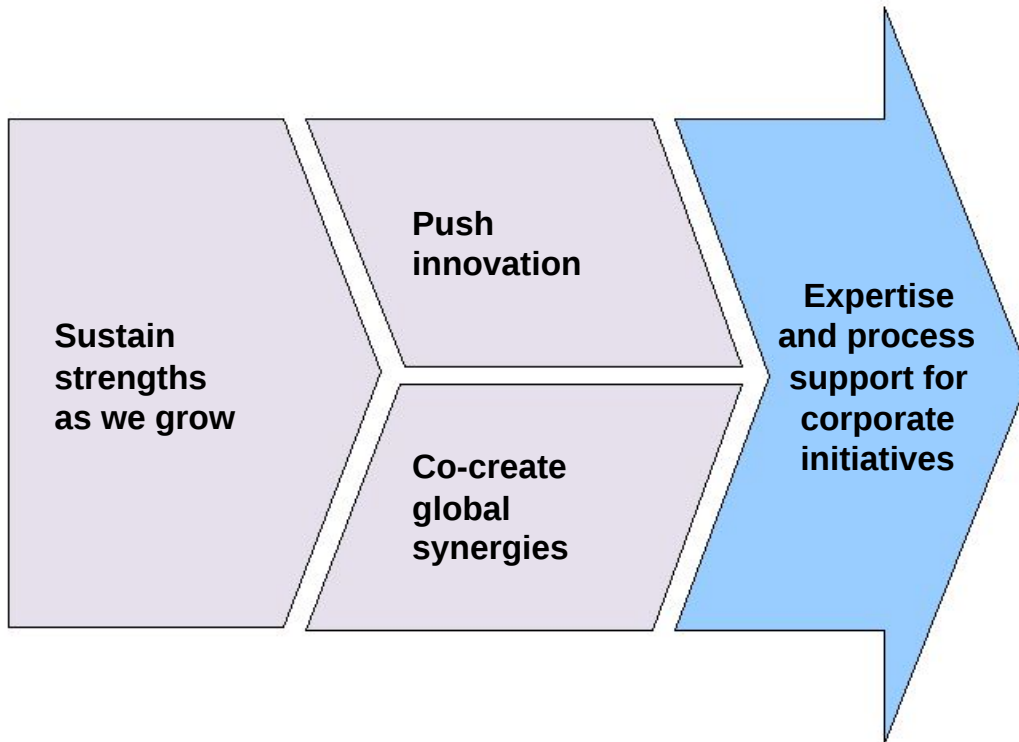 Sustain
strengths
as we grow
Push
innovation
Co-create
global
synergies
Expertise
and process
support for
corporate
initiatives